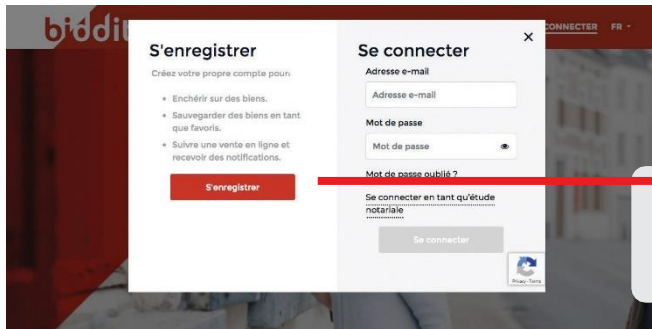 biddit
CONNECTER FR
S'enregistrer
Créez votre propre compte pour:
• Enchérir sur des biens.
• Sauvegarder des biens en tant
que favoris.
• Suivre une vente en ligne et
recevoir des notifications.
S'enregistrer
Se connecter
×
Adresse e-mail
Adresse e-mail
Mot de passe
Mot de passe
Mot de passe oublié ?
Se connecter en tant qu'étude
notariale
Se connecter
Privacy - Terms